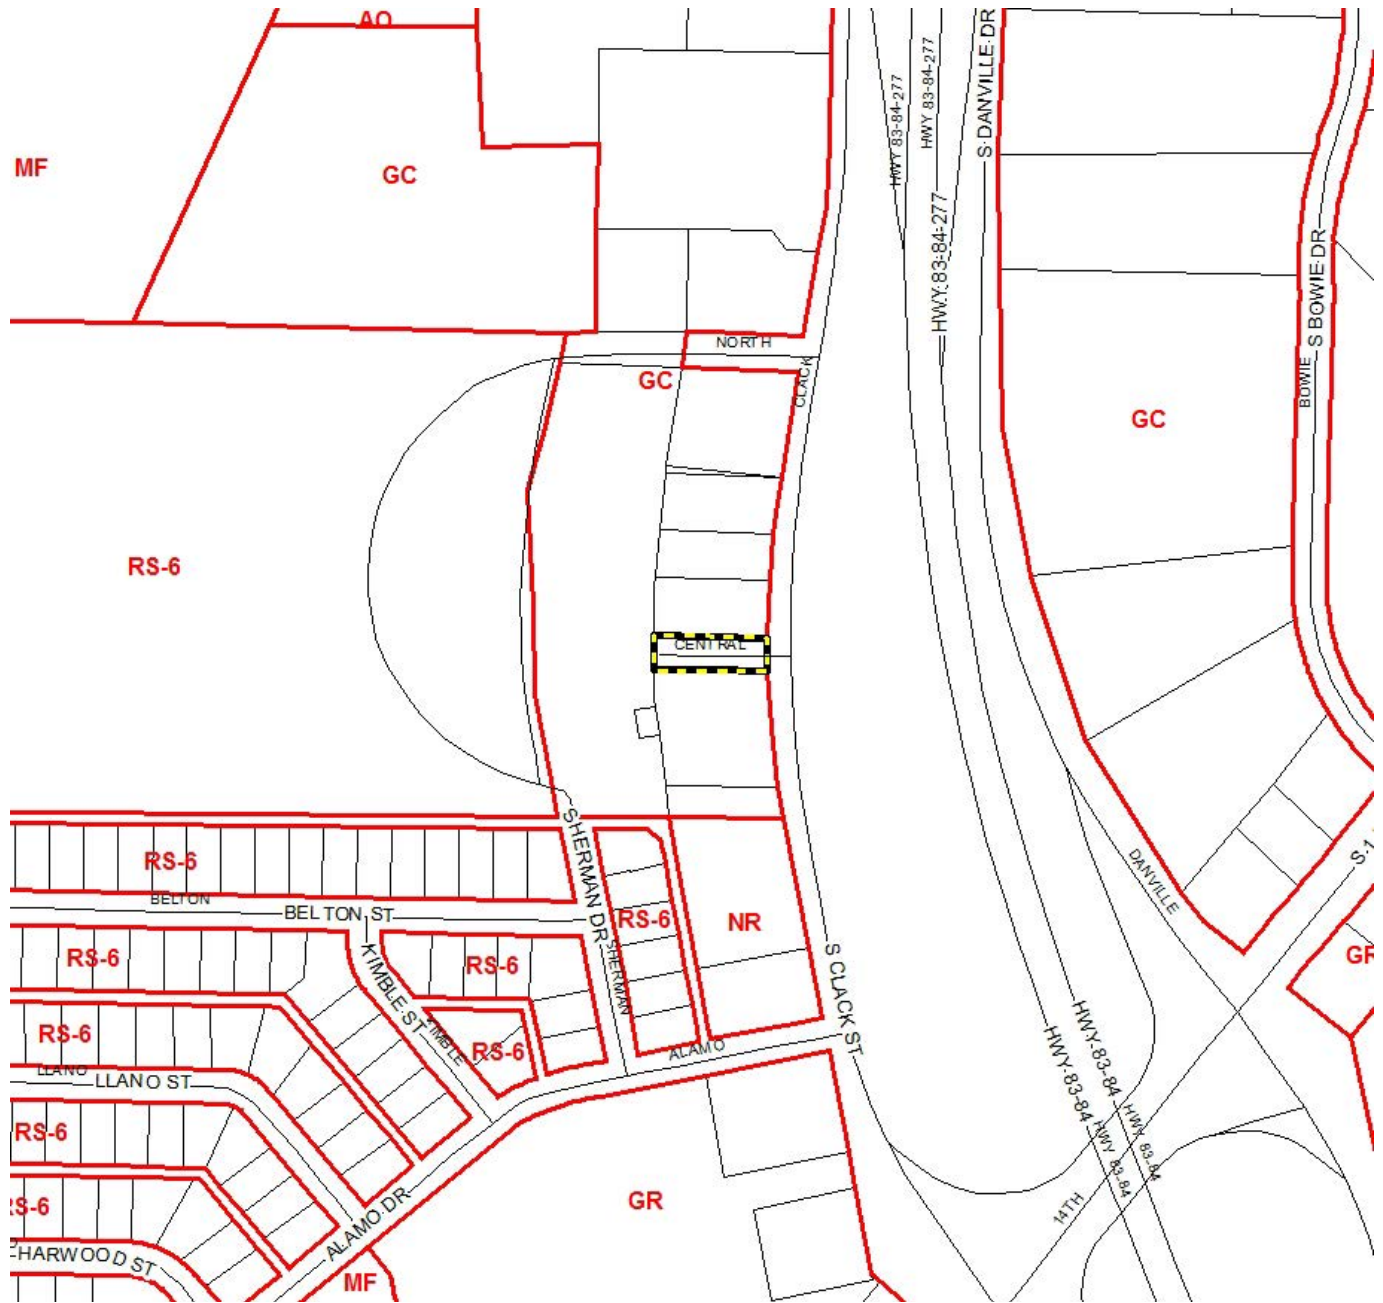 AO
S DANVILLE DR
HWY 83-84-277
HWY 83-84-277
MF
GC
HWY 83-84-277
S BOWIE DR
NORTH
GC
CLACK
BOWIE
GC
RS-6
CENTRAL
SHERMAN DR
DANVILLE
RS-6
BELTON
BELTON ST
RS-6
NR
RS-6
RS-6
KIMBLE ST
SHERMAN
S CLACK ST
GR
RS-6
KIMBLE
RS-6
ALAMO
HWY 83-84
HWY 83-84
LLANO
LLANO ST
RS-6
HWY 83-84
HWY 83-84
RS-6
ALAMO DR
GR
14TH
HARWOOD ST
MF